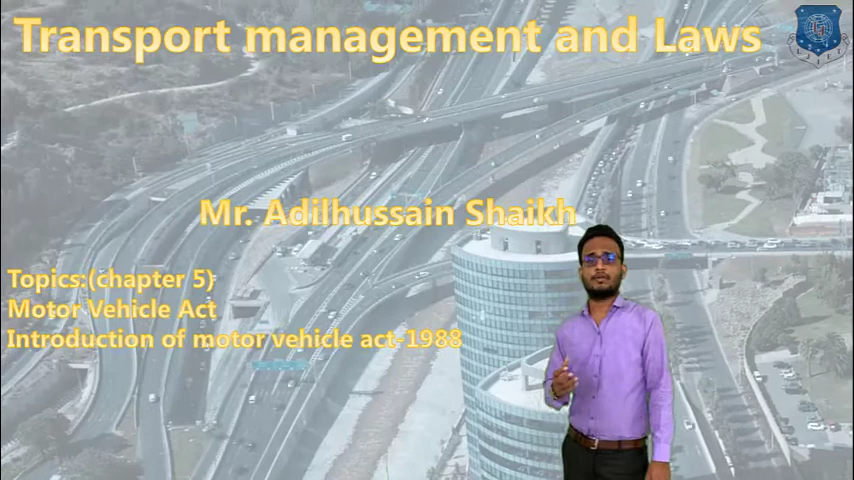 Transport management and Laws
Mr. Adilhussain Shaikh
Topics:(chapter 5)
Motor Vehicle Act
Introduction of motor vehicle act-1988